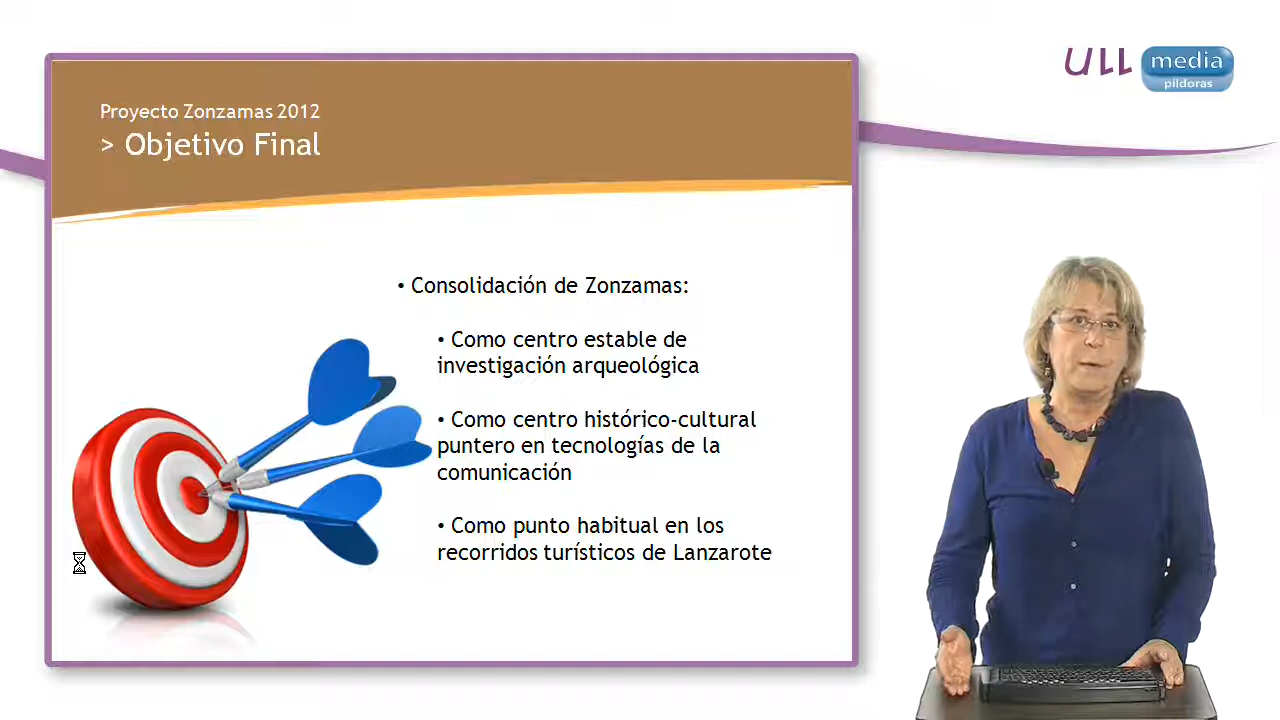 Proyecto Zonzamas 2012
> Objetivo Final
• Consolidación de Zonzamas:
• Como centro estable de
investigación arqueológica
• Como centro histórico-cultural
puntero en tecnologías de la
comunicación
• Como punto habitual en los
recorridos turísticos de Lanzarote
ULL media
píldoras